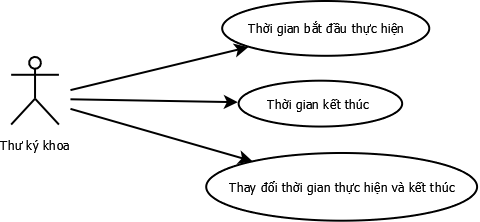 Thời gian bắt đầu thực hiện
Thời gian kết thúc
Thư ký khoa
Thay đổi thời gian thực hiện và kết thúc